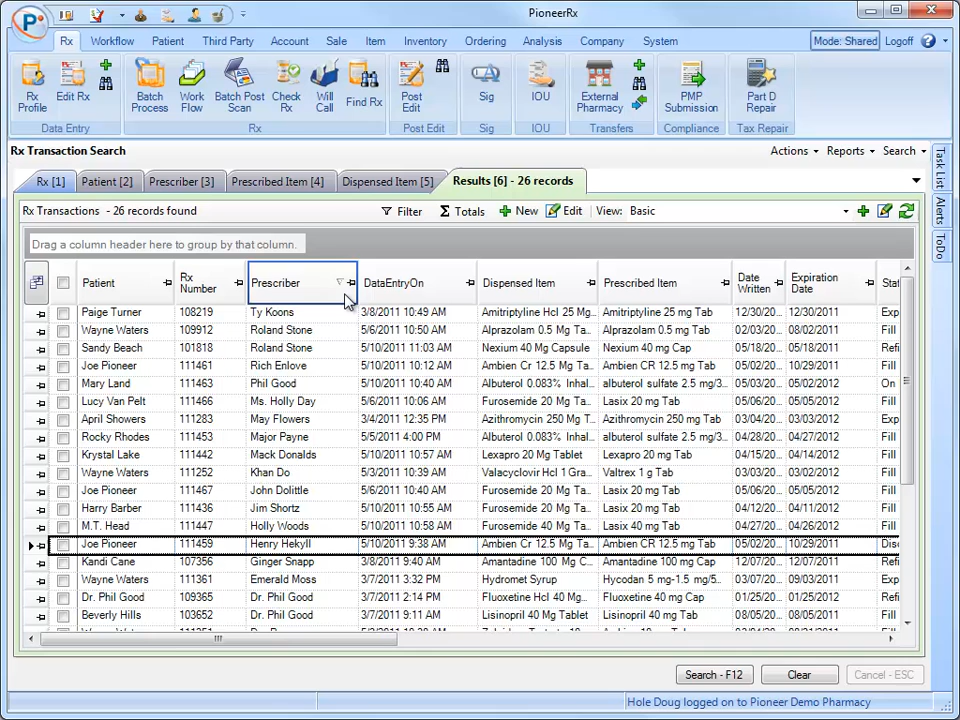 PioneerRx
Rx Workflow Patient Third Party Account Sale Item Inventory Ordering Analysis Company System Mode: Shared Logoff
Rx Profile Edit Rx Batch Process Work Flow Batch Post Scan Check Rx Will Call Find Rx Post Edit Sig IOU External Pharmacy PMP Submission Part D Repair
Data Entry Rx Post Edit Sig IOU Transfers Compliance Tax Repair
Rx Transaction Search Actions Reports Search
Rx [1] Patient [2] Prescriber [3] Prescribed Item [4] Dispensed Item [5] Results [6] - 26 records
Rx Transactions - 26 records found Filter Totals New Edit View: Basic
Drag a column header here to group by that column.
Patient Rx Number Prescriber DataEntryOn Dispensed Item Prescribed Item Date Written Expiration Date Stat
Paige Turner 108219 Ty Koons 3/8/2011 10:49 AM Amitriptyline Hcl 25 Mg... Amitriptyline 25 mg Tab 12/30/20... 12/30/2011 Exp
Wayne Waters 109912 Roland Stone 5/6/2011 10:50 AM Alprazolam 0.5 Mg Ta... Alprazolam 0.5 mg Tab 02/03/20... 08/02/2011 Fill
Sandy Beach 101818 Roland Stone 5/10/2011 11:03 AM Nexium 40 Mg Capsule Nexium 40 mg Cap 05/18/20... 05/18/2011 Refi
Joe Pioneer 111461 Rich Enlove 5/10/2011 10:12 AM Ambien Cr 12.5 Mg Ta... Ambien CR 12.5 mg Tab 05/02/20... 10/29/2011 Fill
Mary Land 111463 Phil Good 5/10/2011 10:40 AM Albuterol 0.083% Inhal... albuterol sulfate 2.5 mg/3... 05/02/20... 05/01/2012 On
Lucy Van Pelt 111466 Ms. Holly Day 5/6/2011 10:06 AM Furosemide 20 Mg Tab... Lasix 20 mg Tab 05/02/20... 05/01/2012 Fill
April Showers 111283 May Flowers 3/4/2011 12:35 PM Azithromycin 250 mg T... Azithromycin 250 mg Tab 03/04/20... 03/03/2012 Exp
Rocky Rhodes 111453 Major Payne 5/5/2011 4:00 PM Albuterol 0.083% Inhal... albuterol sulfate 2.5 mg/3... 04/28/20... 04/27/2012 Fill
Krystal Lake 111442 Mack Donalds 5/10/2011 10:57 AM Lexapro 20 Mg Tablet Lexapro 20 mg Tab 04/15/20... 04/14/2012 Fill
Wayne Waters 111252 Khan Do 5/3/2011 10:39 AM Valacyclovir Hcl 1 Gra... Valtrex 1 g Tab 03/03/20... 03/02/2012 Fill
Joe Pioneer 111467 John Dolittle 5/6/2011 10:40 AM Furosemide 20 Mg Tab... Lasix 20 mg Tab 05/06/20... 05/05/2012 Fill
Harry Barber 111436 Jim Shortz 5/10/2011 10:55 AM Furosemide 20 Mg Tab... Lasix 20 mg Tab 04/12/20... 04/11/2012 Fill
M.T. Head 111447 Holly Woods 5/10/2011 10:58 AM Furosemide 40 Mg Tab... Lasix 40 mg Tab 04/27/20... 04/26/2012 Fill
Joe Pioneer 111459 Henry Hekyll 5/10/2011 9:38 AM Ambien Cr 12.5 Mg Ta... Ambien CR 12.5 mg Tab 05/02/20... 10/29/2011 Disc
Kandi Cane 107356 Ginger Snapp 3/8/2011 9:40 AM Amantadine 100 Mg C... Amantadine 100 mg Cap 12/07/20... 12/07/2011 Refi
Wayne Waters 111361 Emerald Moss 3/7/2011 3:32 PM Hydromet Syrup Hycodan 5 mg-1.5 mg/5... 03/07/20... 09/03/2011 Exp
Dr. Phil Good 109365 Dr. Phil Good 3/7/2011 2:14 PM Fluoxetine Hcl 40 Mg ... Fluoxetine 40 mg Cap 01/25/20... 01/25/2012 Refi
Beverly Hills 103652 Dr. Phil Good 3/7/2011 9:11 AM Lisinopril 40 Mg Tablet Lisinopril 40 mg Tab 08/05/20... 08/05/2011 Exp
Search - F12 Clear Cancel - ESC
Hole Doug logged on to Pioneer Demo Pharmacy
Task List
Alerts
ToDo